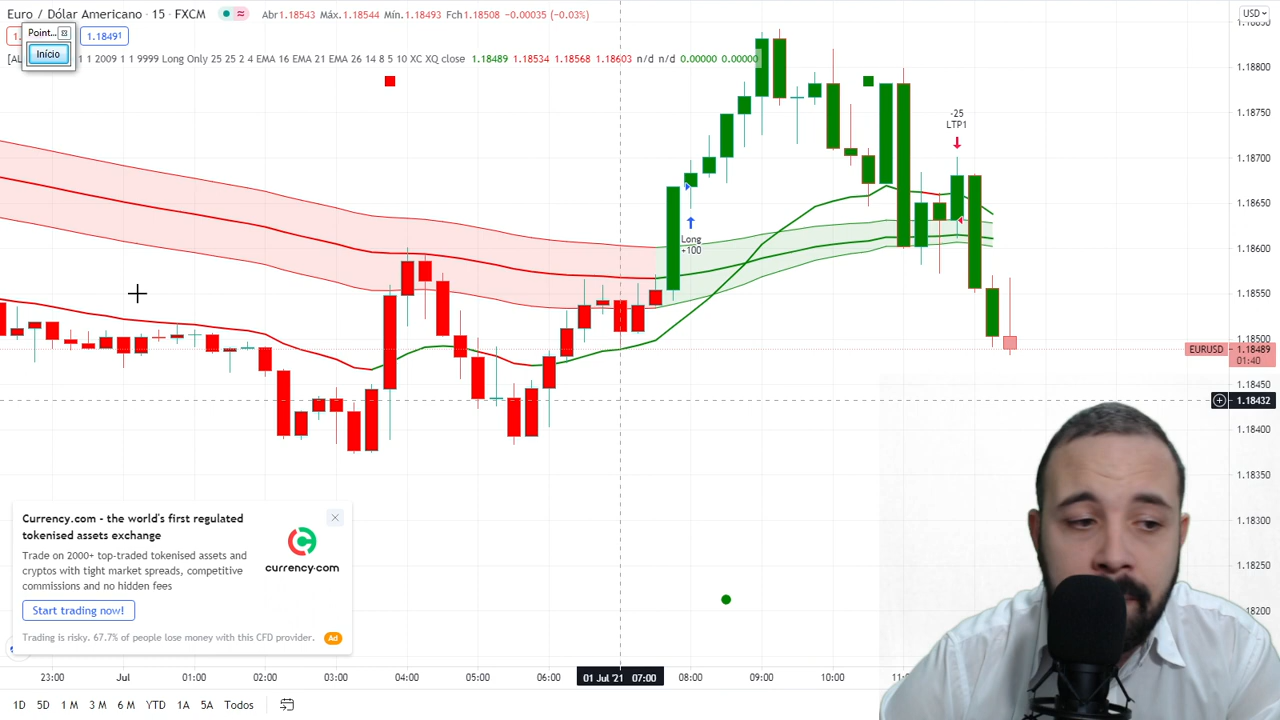 Euro / Dólar Americano · 15 · FXCM
Abr1.18543 Máx.1.18544 Mín.1.18493 Fch1.18508 −0.00035 (−0.03%)
USD
Point...
Início
1.18491
1 1 2009 1 1 9999 Long Only 25 25 2 4 EMA 16 EMA 21 EMA 26 14 8 5 10 XC XQ close 1.18489 1.18534 1.18568 1.18603 n/d n/d 0.00000 0.00000
1.18800
1.18750
-25
LTP1
1.18700
1.18650
Long
+100
1.18600
1.18550
1.18500
EURUSD 1.18489
01:40
1.18450
1.18432
1.18400
1.18350
1.18300
1.18250
1.18200
Currency.com - the world's first regulated
tokenised assets exchange
Trade on 2000+ top-traded tokenised assets and
cryptos with tight market spreads, competitive
commissions and no hidden fees
currency.com
Start trading now!
Trading is risky. 67.7% of people lose money with this CFD provider. Ad
23:00 Jul 01:00 02:00 03:00 04:00 05:00 06:00 01 Jul '21 07:00 08:00 09:00 10:00
1D 5D 1 M 3 M 6 M YTD 1A 5A Todos